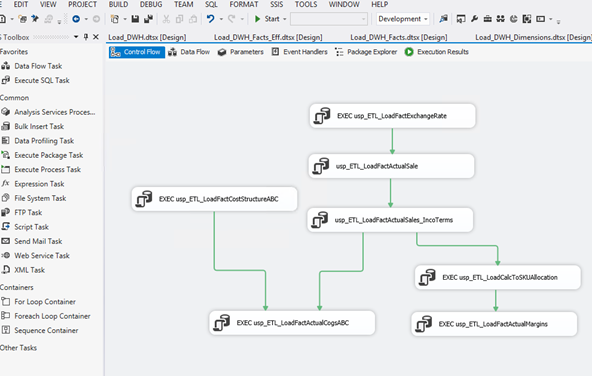 EDIT VIEW PROJECT BUILD DEBUG TEAM SQL FORMAT SSIS TOOLS WINDOW HELP
Start Development
Toolbox
Load_DWH.dtsx [Design] Load_DWH_Facts_Eff.dtsx [Design] Load_DWH_Facts.dtsx [Design] Load_DWH_Dimensions.dtsx [Design]
Control Flow Data Flow Parameters Event Handlers Package Explorer Execution Results
Favorites
Data Flow Task
Execute SQL Task
Common
Analysis Services Proces...
Bulk Insert Task
Data Profiling Task
Execute Package Task
Execute Process Task
Expression Task
File System Task
FTP Task
Script Task
Send Mail Task
Web Service Task
XML Task
Containers
For Loop Container
Foreach Loop Container
Sequence Container
Other Tasks
EXEC usp_ETL_LoadFactExchangeRate
usp_ETL_LoadFactActualSale
EXEC usp_ETL_LoadFactCostStructureABC
usp_ETL_LoadFactActualSales_IncoTerms
EXEC usp_ETL_LoadCalcToSKUAllocation
EXEC usp_ETL_LoadFactActualCogsABC
EXEC usp_ETL_LoadFactActualMargins